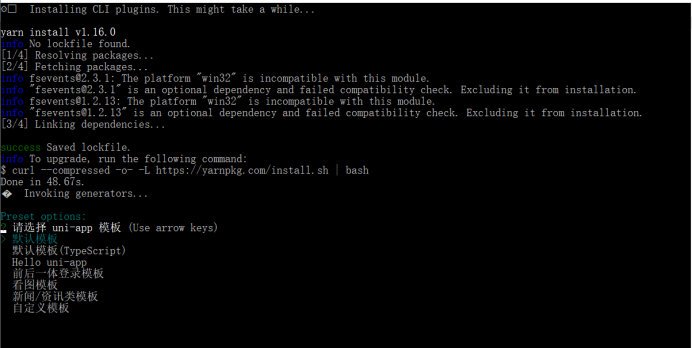 Installing CLI plugins. This might take a while...
yarn install v1.16.0
info No lockfile found.
[1/4] Resolving packages...
[2/4] Fetching packages...
info fsevents@2.3.1: The platform "win32" is incompatible with this module.
info "fsevents@2.3.1" is an optional dependency and failed compatibility check. Excluding it from installation.
info fsevents@1.2.13: The platform "win32" is incompatible with this module.
info "fsevents@1.2.13" is an optional dependency and failed compatibility check. Excluding it from installation.
[3/4] Linking dependencies...
success Saved lockfile.
info To upgrade, run the following command:
$ curl --compressed -o- -L https://yarnpkg.com/install.sh | bash
Done in 48.67s.
� Invoking generators...
Preset options:
? 请选择 uni-app 模板 (Use arrow keys)
> 默认模板
默认模板(TypeScript)
Hello uni-app
前后一体登录模板
看图模板
新闻/资讯类模板
自定义模板